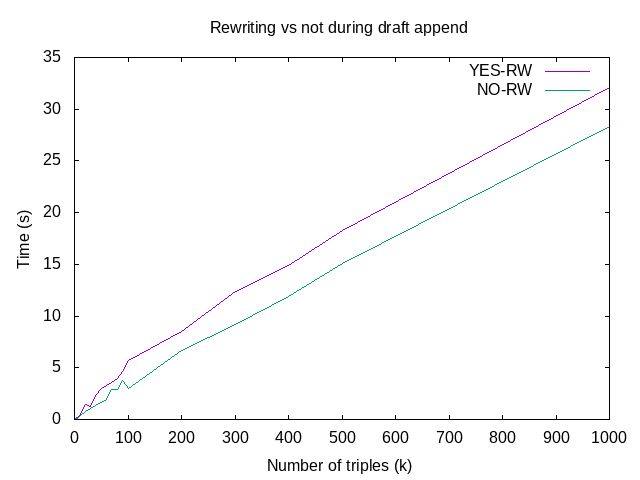 Rewriting vs not during draft append
YES-RW
NO-RW
35
30
25
20
15
10
5
0
Time (s)
0 100 200 300 400 500 600 700 800 900 1000
Number of triples (k)